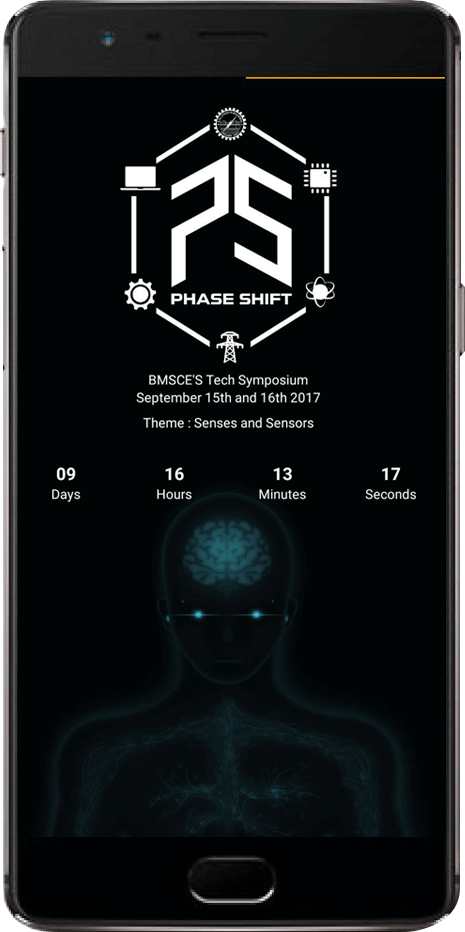 PS
PHASE SHIFT
BMSCE'S Tech Symposium
September 15th and 16th 2017
Theme : Senses and Sensors
09 16 13 17
Days Hours Minutes Seconds